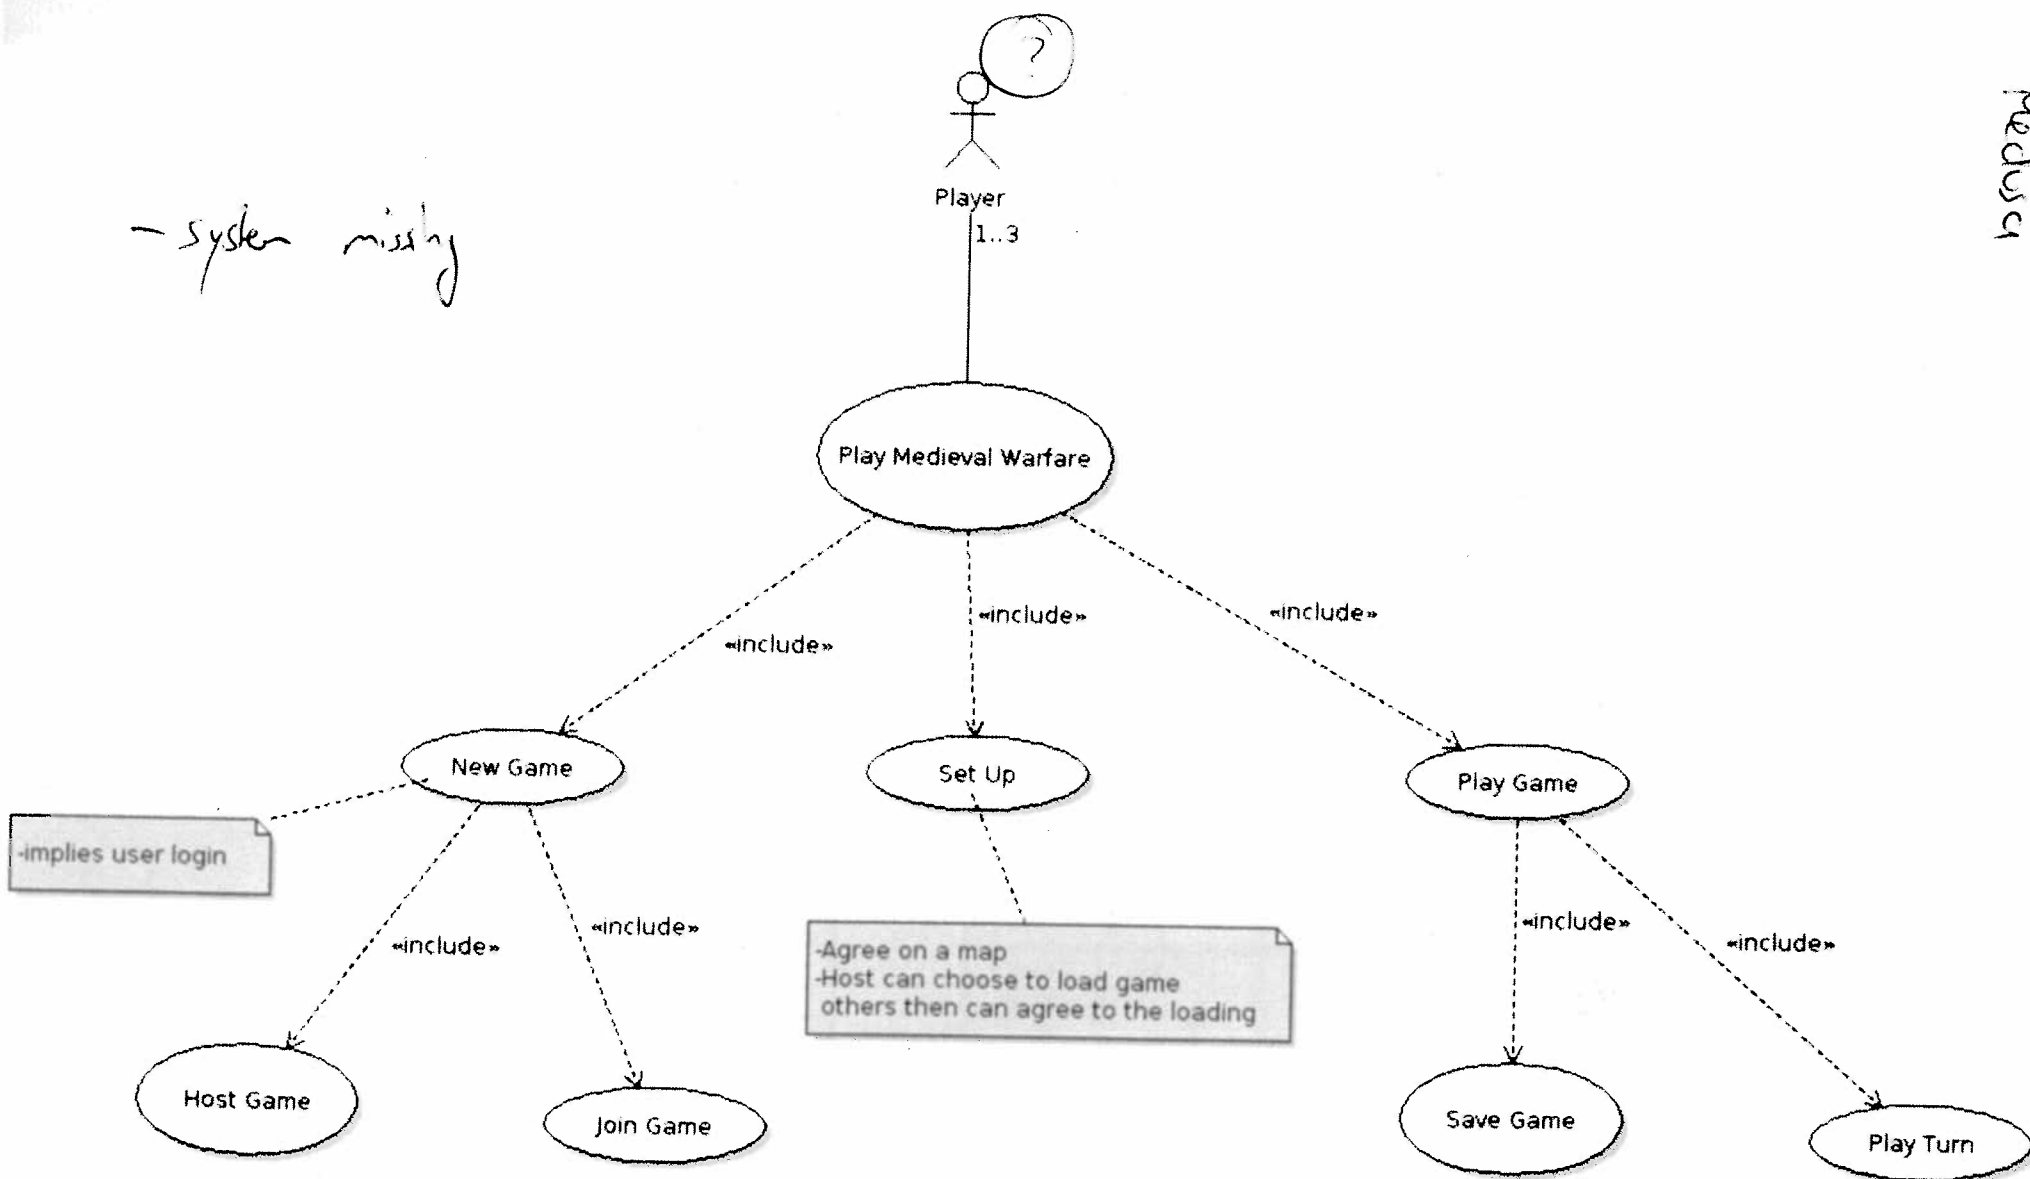 ?
Medusa
Player
1..3
- system missing
Play Medieval Warfare
«include»
«include»
«include»
New Game
Set Up
Play Game
-implies user login
«include»
«include»
-Agree on a map
-Host can choose to load game
others then can agree to the loading
«include»
«include»
Host Game
Join Game
Save Game
Play Turn